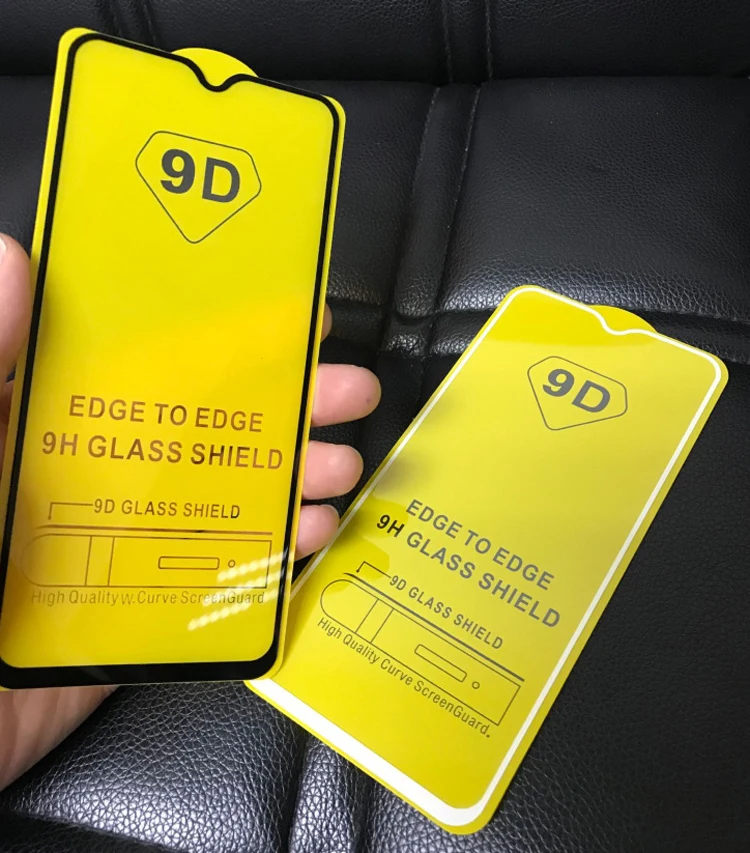 9D
EDGE TO EDGE
9H GLASS SHIELD
9D GLASS SHIELD
High Quality w.Curve ScreenGuard
9D
EDGE TO EDGE
9H GLASS SHIELD
9D GLASS SHIELD
High Quality Curve ScreenGuard.